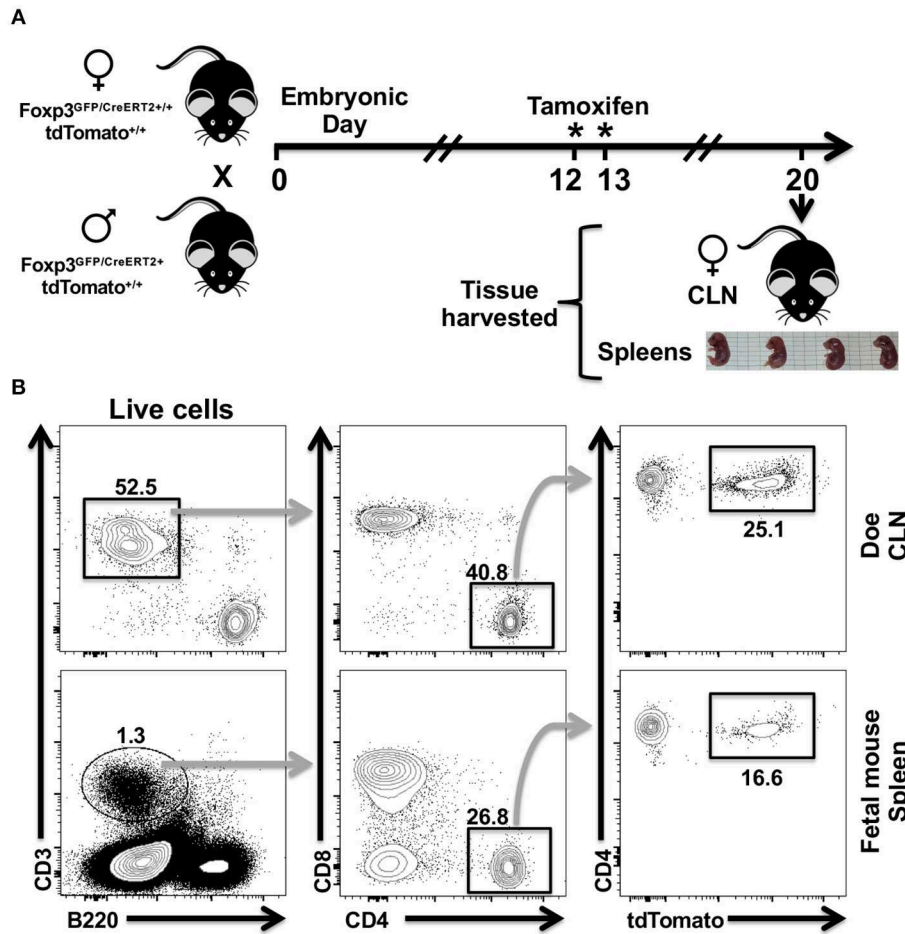 A
♀
Foxp3GFP/CreERT2+/+
tdTomato+/+
X
♂
Foxp3GFP/CreERT2+
tdTomato+/+
Embryonic
Day
Tamoxifen
* *
0
12
13
20
Tissue
harvested
♀
CLN
Spleens
B
Live cells
52.5
40.8
25.1
Doe
CLN
1.3
26.8
16.6
Fetal mouse
Spleen
CD3
CD8
CD4
B220
CD4
tdTomato